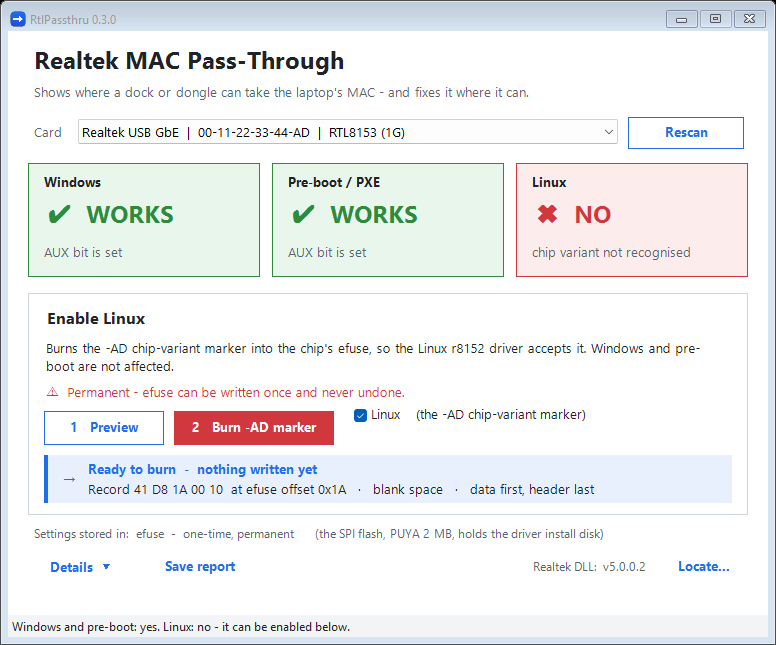 RtlPassthru 0.3.0
Realtek MAC Pass-Through
Shows where a dock or dongle can take the laptop's MAC - and fixes it where it can.
Card
Realtek USB GbE | 00-11-22-33-44-AD | RTL8153 (1G)
Rescan
Windows
✔ WORKS
AUX bit is set
Pre-boot / PXE
✔ WORKS
AUX bit is set
Linux
✖ NO
chip variant not recognised
Enable Linux
Burns the -AD chip-variant marker into the chip's efuse, so the Linux r8152 driver accepts it. Windows and pre-
boot are not affected.
⚠ Permanent - efuse can be written once and never undone.
1 Preview
2 Burn -AD marker
Linux (the -AD chip-variant marker)
→
Ready to burn - nothing written yet
Record 41 D8 1A 00 10 at efuse offset 0x1A · blank space · data first, header last
Settings stored in: efuse - one-time, permanent (the SPI flash, PUYA 2 MB, holds the driver install disk)
Details ▼
Save report
Realtek DLL: v5.0.0.2
Locate...
Windows and pre-boot: yes. Linux: no - it can be enabled below.